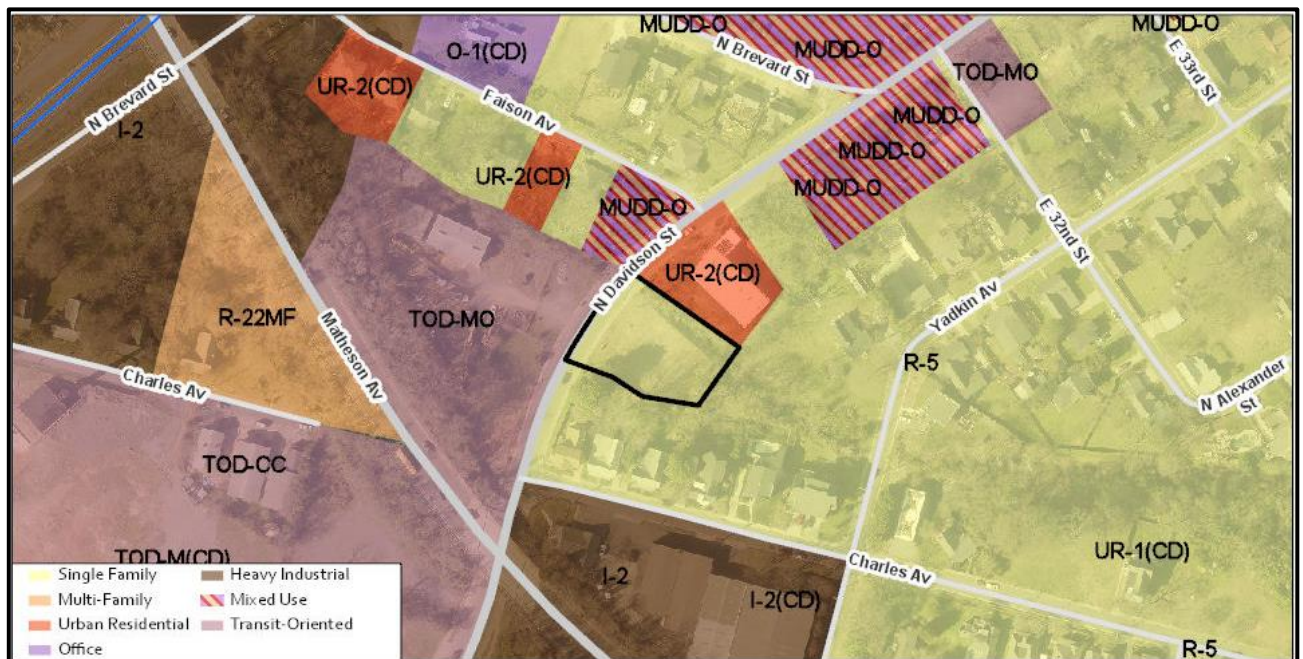 MUDD-O
MUDD-O
O-1(CD)
N Brevard St
MUDD-O
E 33rd St
UR-2(CD)
TOD-MO
N Brevard St
Faison Av
I-2
MUDD-O
MUDD-O
UR-2(CD)
MUDD-O
MUDD-O
E 32nd St
N Davidson St
UR-2(CD)
R-22MF
TOD-MO
Yadkin Av
Matheson Av
R-5
Charles Av
N Alexander St
TOD-CC
TOD-M(CD)
UR-1(CD)
Charles Av
I-2
I-2(CD)
R-5
Single Family
Heavy Industrial
Multi-Family
Mixed Use
Urban Residential
Transit-Oriented
Office